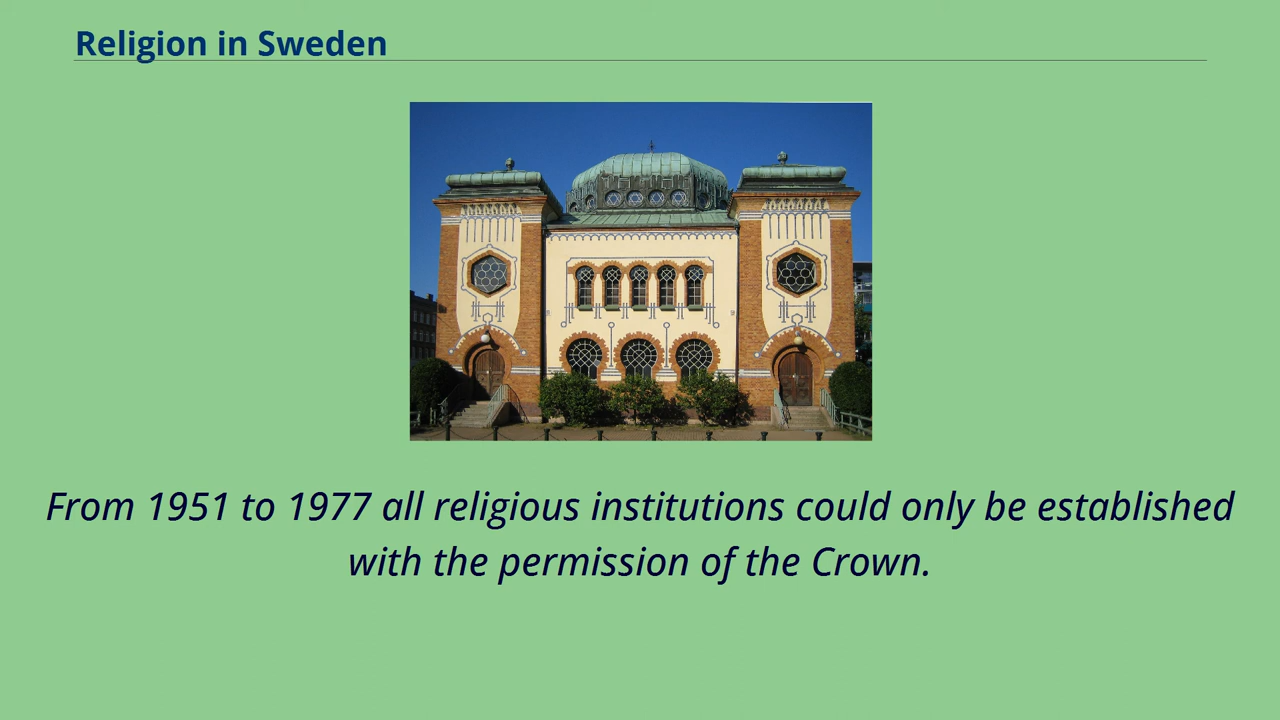 Religion in Sweden
From 1951 to 1977 all religious institutions could only be established
with the permission of the Crown.